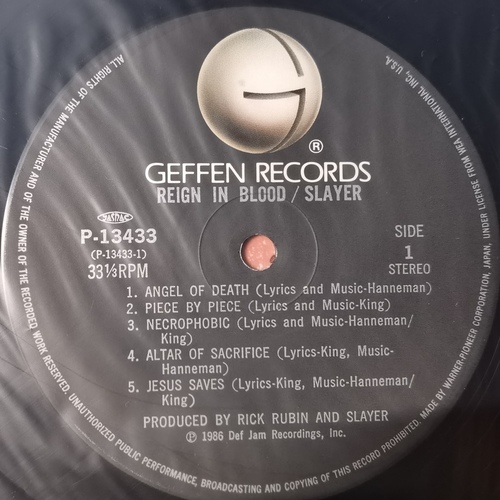 ®
GEFFEN RECORDS
REIGN IN BLOOD / SLAYER
JASRAC
P-13433
(P-13433-1)
33⅓RPM
SIDE
1
STEREO
1. ANGEL OF DEATH (Lyrics and Music-Hanneman)
2. PIECE BY PIECE (Lyrics and Music-King)
3. NECROPHOBIC (Lyrics and Music-Hanneman/
King)
4. ALTAR OF SACRIFICE (Lyrics-King, Music-
Hanneman)
5. JESUS SAVES (Lyrics-King, Music-Hanneman/
King)
PRODUCED BY RICK RUBIN AND SLAYER
℗ 1986 Def Jam Recordings, Inc.
ALL RIGHTS OF THE MANUFACTURER AND OF THE OWNER OF THE RECORDED WORK RESERVED. UNAUTHORIZED PUBLIC PERFORMANCE, BROADCASTING AND COPYING OF THIS RECORD PROHIBITED. MADE BY WARNER-PIONEER CORPORATION, JAPAN, UNDER LICENSE FROM WEA INTERNATIONAL INC., U.S.A.